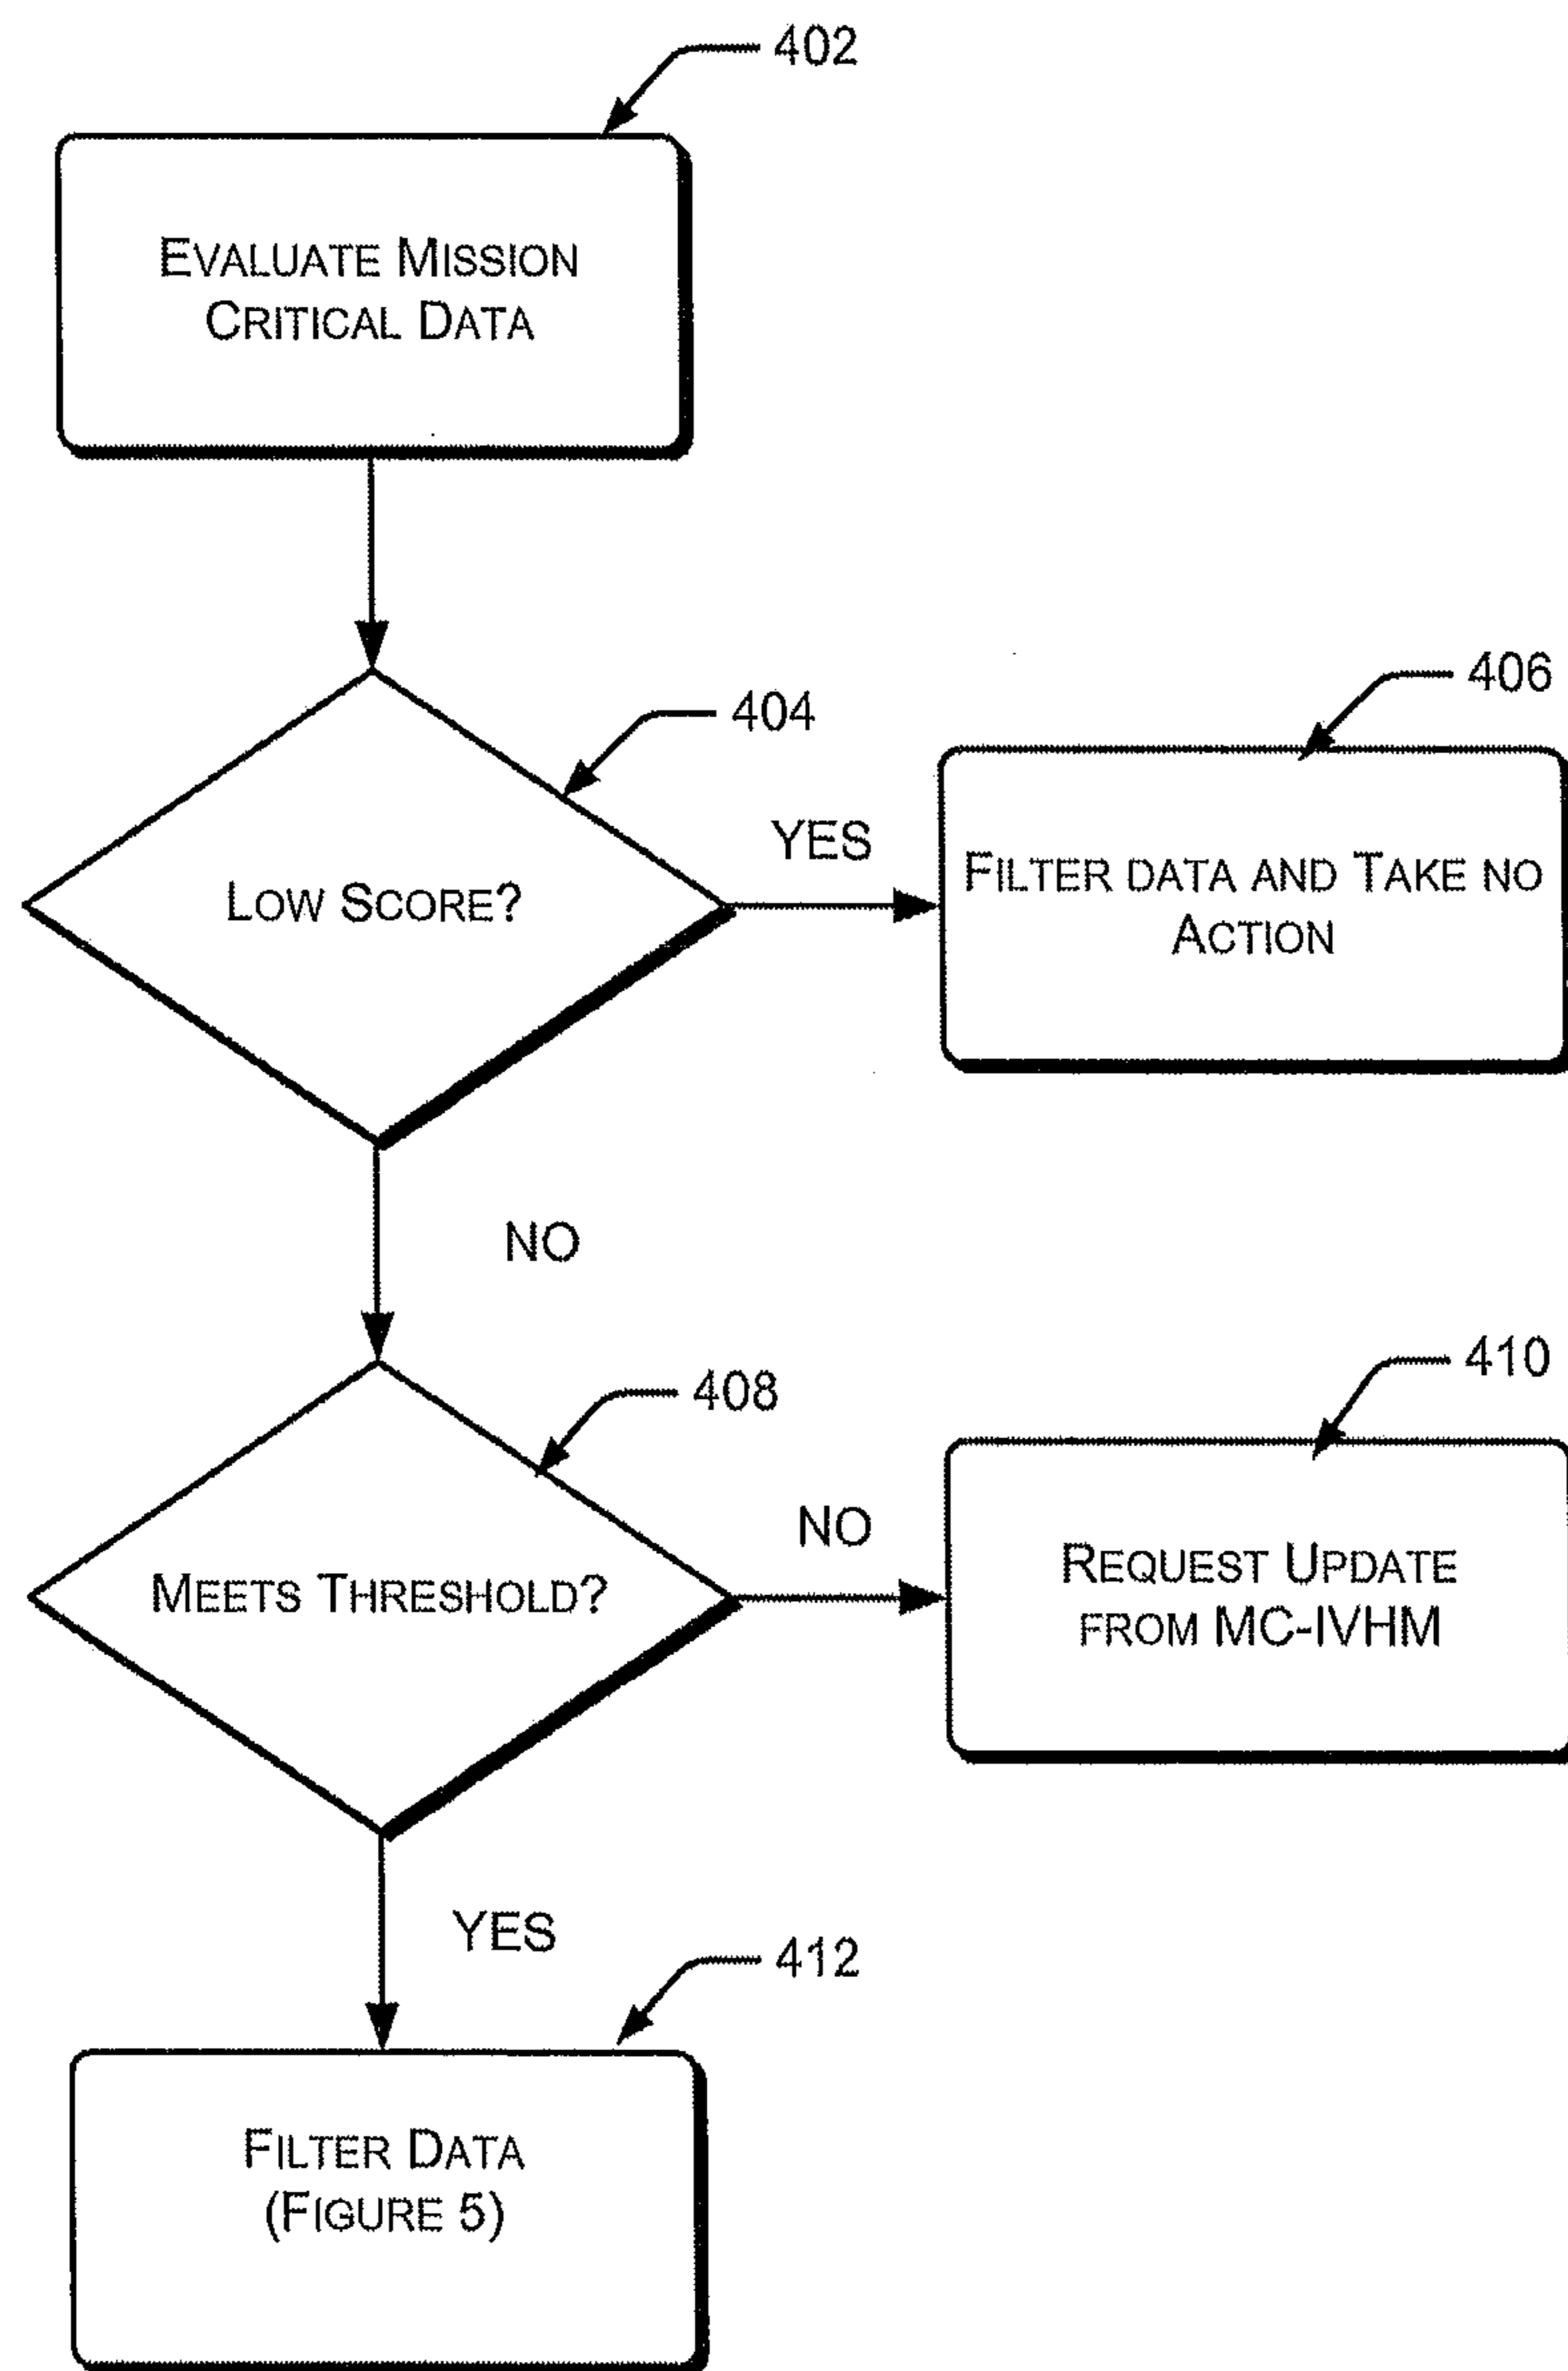 402
EVALUATE MISSION
CRITICAL DATA
404
LOW SCORE?
YES
406
FILTER DATA AND TAKE NO
ACTION
NO
408
MEETS THRESHOLD?
NO
410
REQUEST UPDATE
FROM MC-IVHM
YES
412
FILTER DATA
(FIGURE 5)